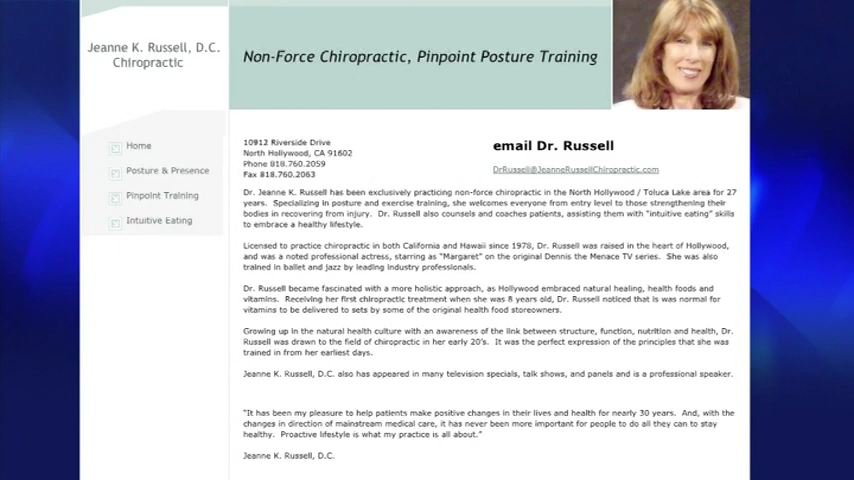 Jeanne K. Russell, D.C.
Chiropractic
Non-Force Chiropractic, Pinpoint Posture Training
Home
Posture & Presence
Pinpoint Training
Intuitive Eating
10912 Riverside Drive
North Hollywood, CA 91602
Phone 818.760.2059
Fax 818.760.2063
email Dr. Russell
DrRussell@JeanneRussellChiropractic.com
Dr. Jeanne K. Russell has been exclusively practicing non-force chiropractic in the North Hollywood / Toluca Lake area for 27
years. Specializing in posture and exercise training, she welcomes everyone from entry level to those strengthening their
bodies in recovering from injury. Dr. Russell also counsels and coaches patients, assisting them with "intuitive eating" skills
to embrace a healthy lifestyle.
Licensed to practice chiropractic in both California and Hawaii since 1978, Dr. Russell was raised in the heart of Hollywood,
and was a noted professional actress, starring as "Margaret" on the original Dennis the Menace TV series. She was also
trained in ballet and jazz by leading industry professionals.
Dr. Russell became fascinated with a more holistic approach, as Hollywood embraced natural healing, health foods and
vitamins. Receiving her first chiropractic treatment when she was 8 years old, Dr. Russell noticed that is was normal for
vitamins to be delivered to sets by some of the original health food storeowners.
Growing up in the natural health culture with an awareness of the link between structure, function, nutrition and health, Dr.
Russell was drawn to the field of chiropractic in her early 20's. It was the perfect expression of the principles that she was
trained in from her earliest days.
Jeanne K. Russell, D.C. also has appeared in many television specials, talk shows, and panels and is a professional speaker.
"It has been my pleasure to help patients make positive changes in their lives and health for nearly 30 years. And, with the
changes in direction of mainstream medical care, it has never been more important for people to do all they can to stay
healthy. Proactive lifestyle is what my practice is all about."
Jeanne K. Russell, D.C.